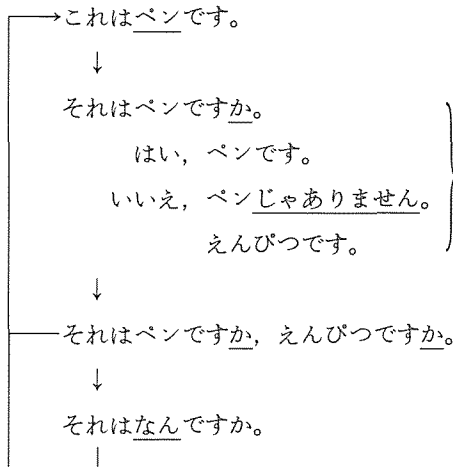 これはペンです。
それはペンですか。
はい，ペンです。
いいえ，ペンじゃありません。
えんぴつです。
それはペンですか，えんぴつですか。
それはなんですか。